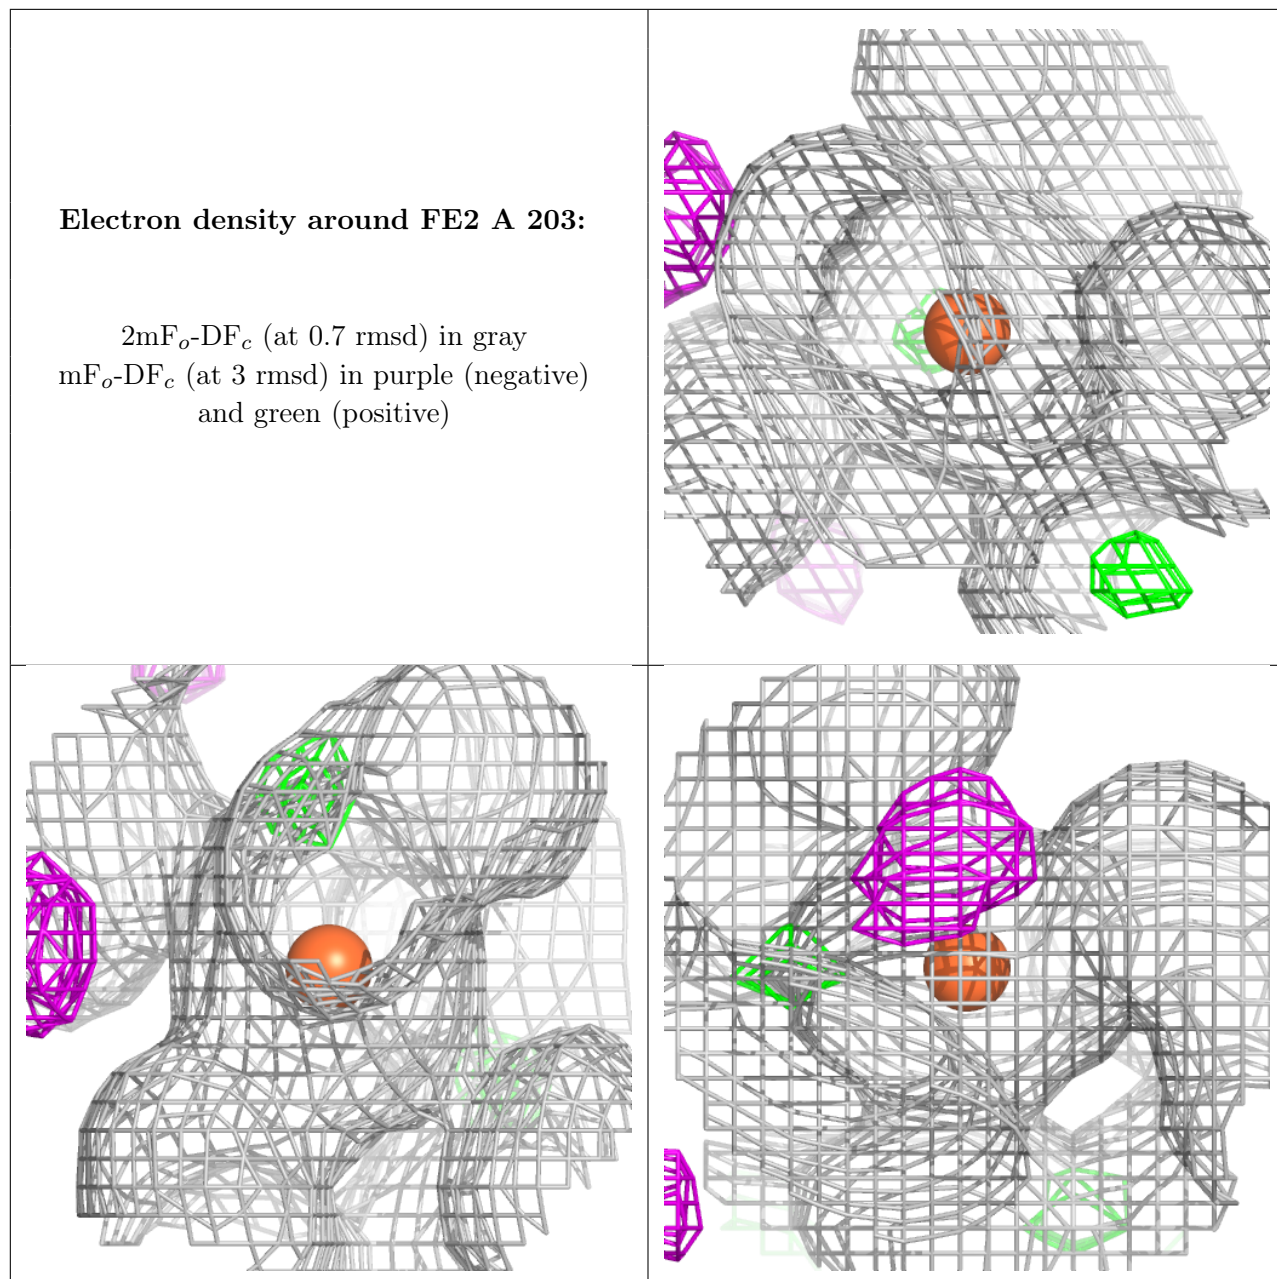 Electron density around FE2 A 203:
2mFo-DFc (at 0.7 rmsd) in gray
mFo-DFc (at 3 rmsd) in purple (negative)
and green (positive)